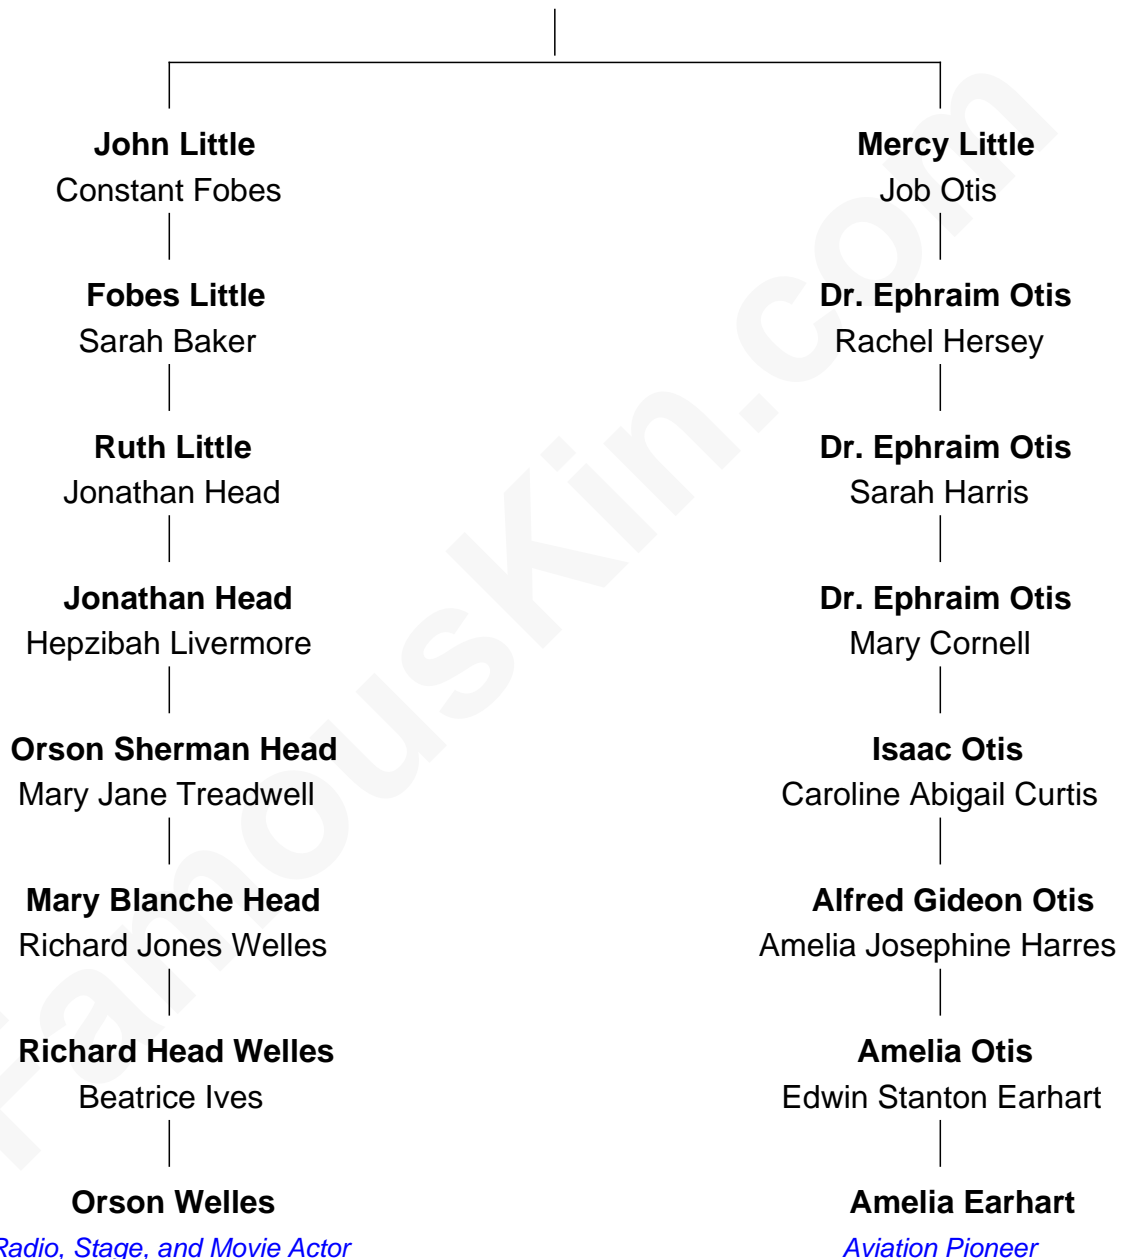 John Little
Constant Fobes
Mercy Little
Job Otis
Fobes Little
Sarah Baker
Dr. Ephraim Otis
Rachel Hersey
Ruth Little
Jonathan Head
Dr. Ephraim Otis
Sarah Harris
Jonathan Head
Hepzibah Livermore
Dr. Ephraim Otis
Mary Cornell
Orson Sherman Head
Mary Jane Treadwell
Isaac Otis
Caroline Abigail Curtis
Mary Blanche Head
Richard Jones Welles
Alfred Gideon Otis
Amelia Josephine Harres
Richard Head Welles
Beatrice Ives
Amelia Otis
Edwin Stanton Earhart
Orson Welles
Radio, Stage, and Movie Actor
Amelia Earhart
Aviation Pioneer
FamousKin.com